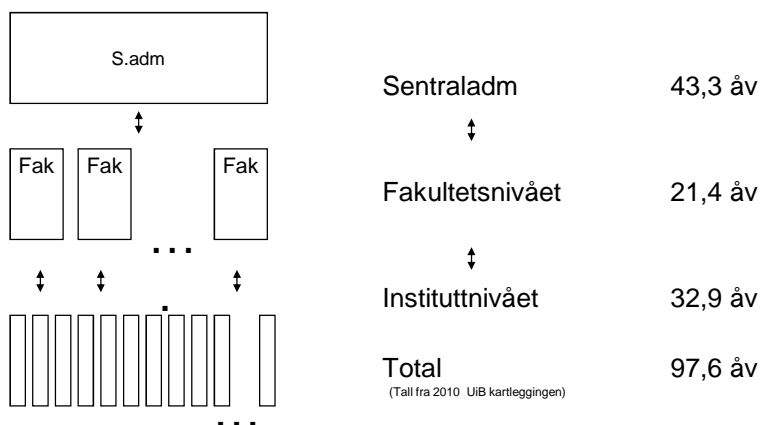 S.adm
Fak Fak Fak
...
.
...
Sentraladm 43,3 åv
Fakultetsnivået 21,4 åv
Instituttnivået 32,9 åv
Total 97,6 åv
(Tall fra 2010 UiB kartleggingen)